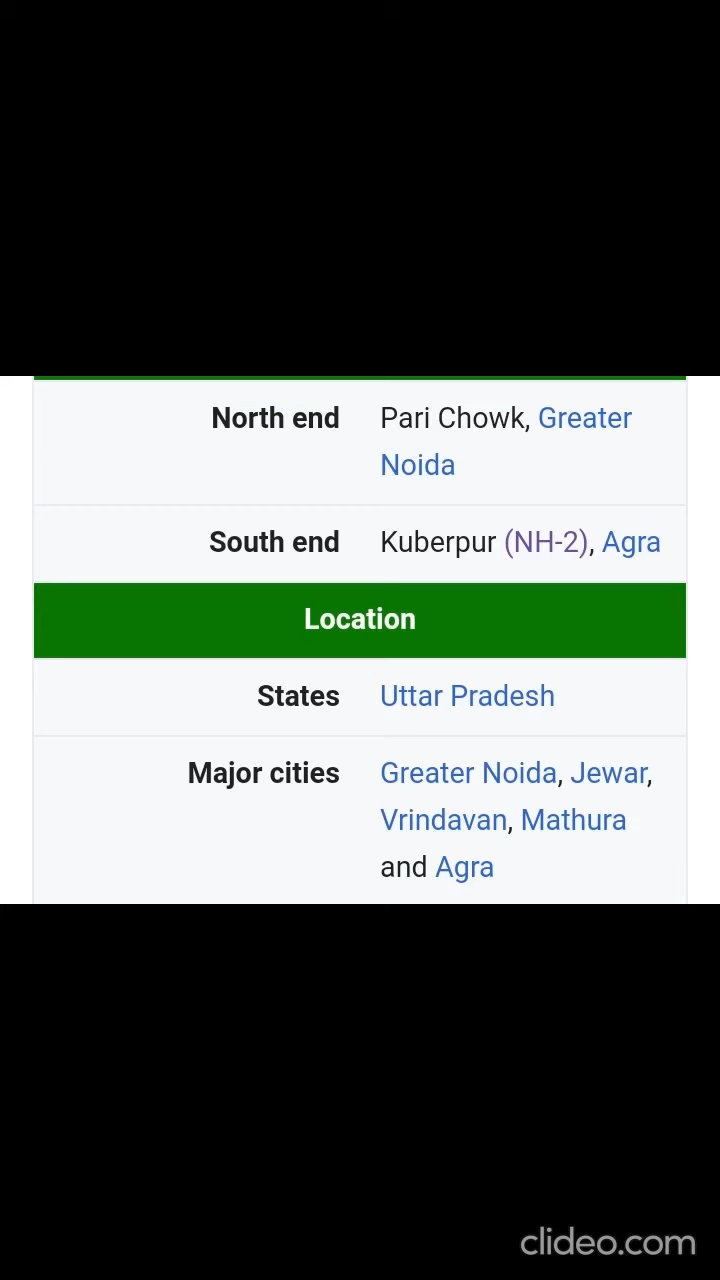 North end Pari Chowk, Greater
Noida
South end Kuberpur (NH-2), Agra
Location
States Uttar Pradesh
Major cities Greater Noida, Jewar,
Vrindavan, Mathura
and Agra
clideo.com